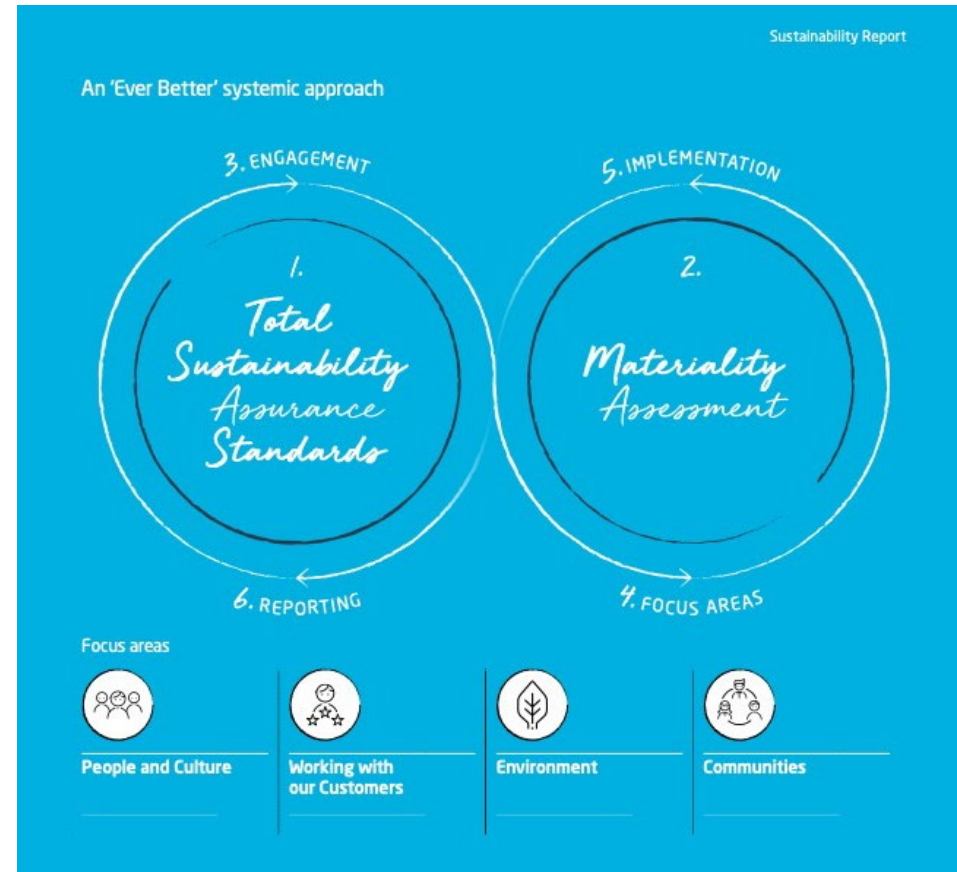 Sustainability Report
An 'Ever Better' systemic approach
3. ENGAGEMENT
5. IMPLEMENTATION
1.
Total
Sustainability
Assurance
Standards
2.
Materiality
Assessment
6. REPORTING
4. FOCUS AREAS
Focus areas
People and Culture
Working with
our Customers
Environment
Communities